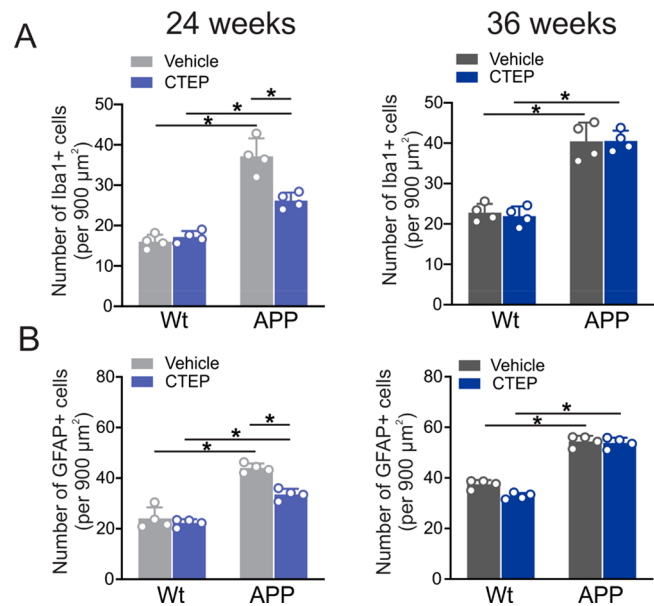 24 weeks
36 weeks
A
Vehicle
CTEP
Number of Iba1+ cells
(per 900 µm²)
50
40
30
20
10
0
*
*
*
Wt
APP
Vehicle
CTEP
Number of Iba1+ cells
(per 900 µm²)
50
40
30
20
10
0
*
*
Wt
APP
B
Vehicle
CTEP
Number of GFAP+ cells
(per 900 µm²)
80
60
40
20
0
*
*
*
Wt
APP
Vehicle
CTEP
Number of GFAP+ cells
(per 900 µm²)
80
60
40
20
0
*
*
Wt
APP